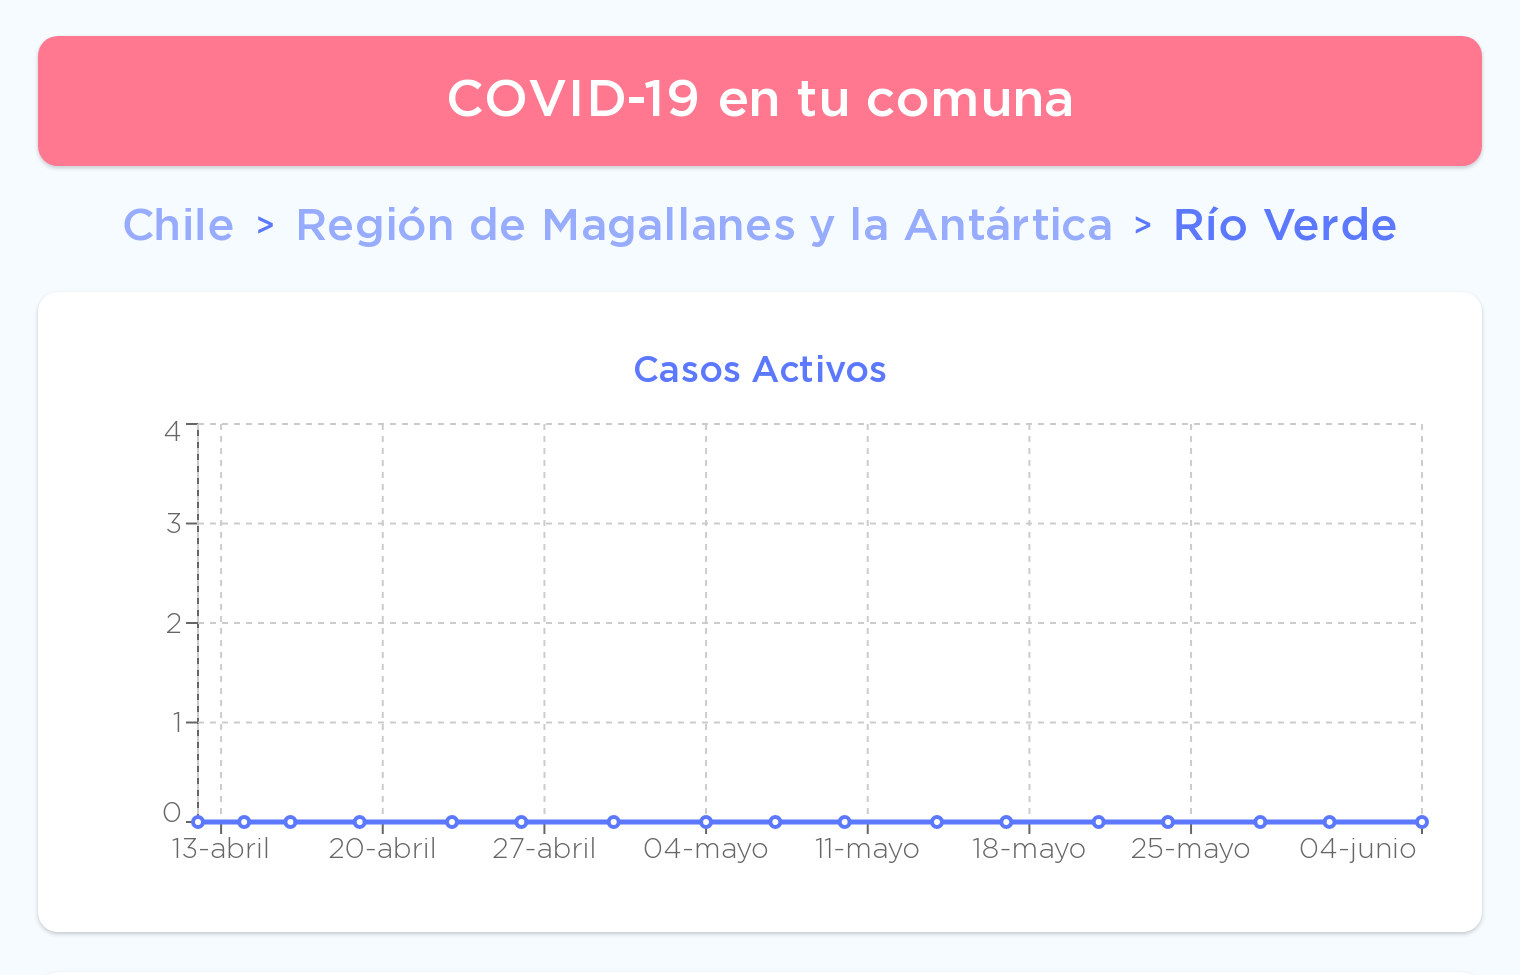 COVID-19 en tu comuna
Chile > Región de Magallanes y la Antártica > Río Verde
Casos Activos
4
3
2
1
0
13-abril 20-abril 27-abril 04-mayo 11-mayo 18-mayo 25-mayo 04-junio